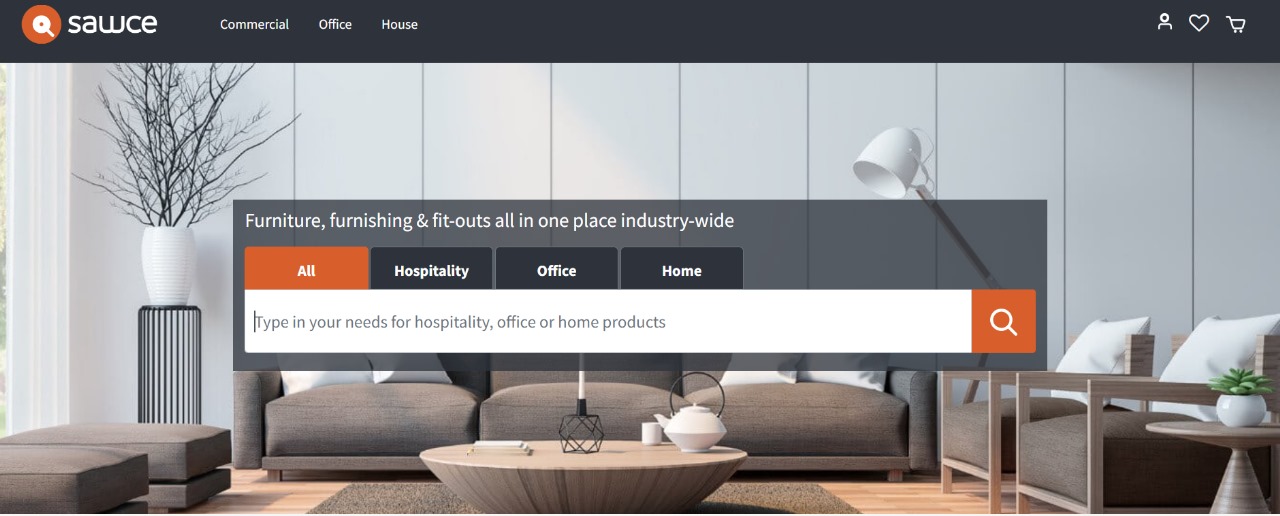 sawce
Commercial Office House
Furniture, furnishing & fit-outs all in one place industry-wide
All Hospitality Office Home
Type in your needs for hospitality, office or home products